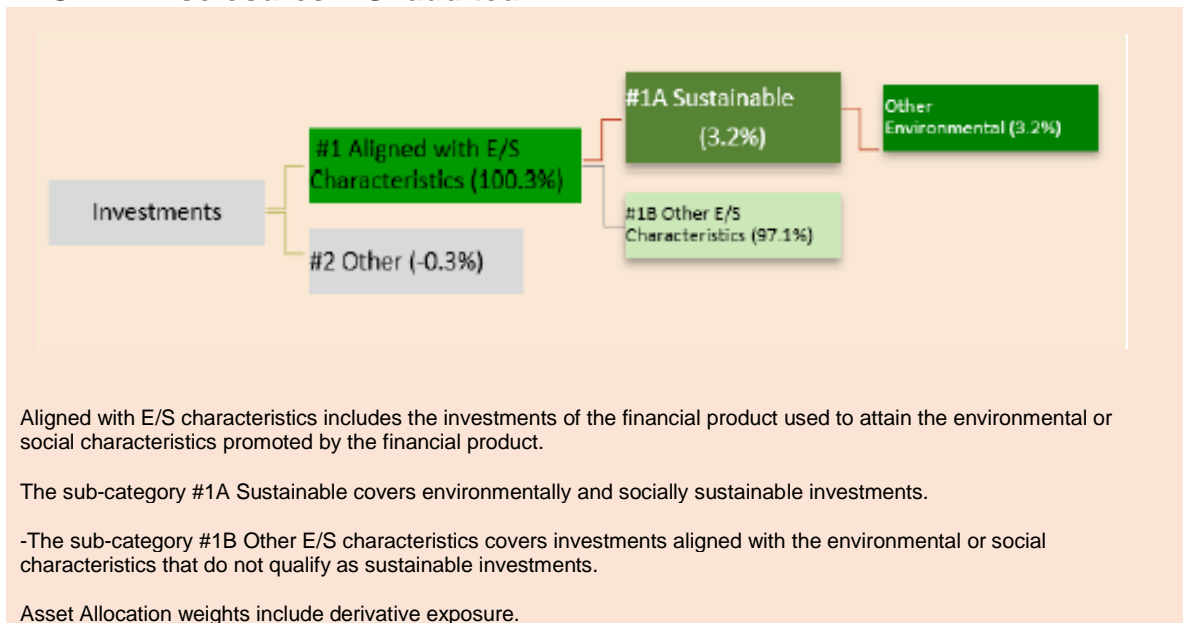 Investments
#1 Aligned with E/S
Characteristics (100.3%)
#2 Other (-0.3%)
#1A Sustainable
(3.2%)
#1B Other E/S
Characteristics (97.1%)
Other
Environmental (3.2%)
Aligned with E/S characteristics includes the investments of the financial product used to attain the environmental or
social characteristics promoted by the financial product.
The sub-category #1A Sustainable covers environmentally and socially sustainable investments.
-The sub-category #1B Other E/S characteristics covers investments aligned with the environmental or social
characteristics that do not qualify as sustainable investments.
Asset Allocation weights include derivative exposure.